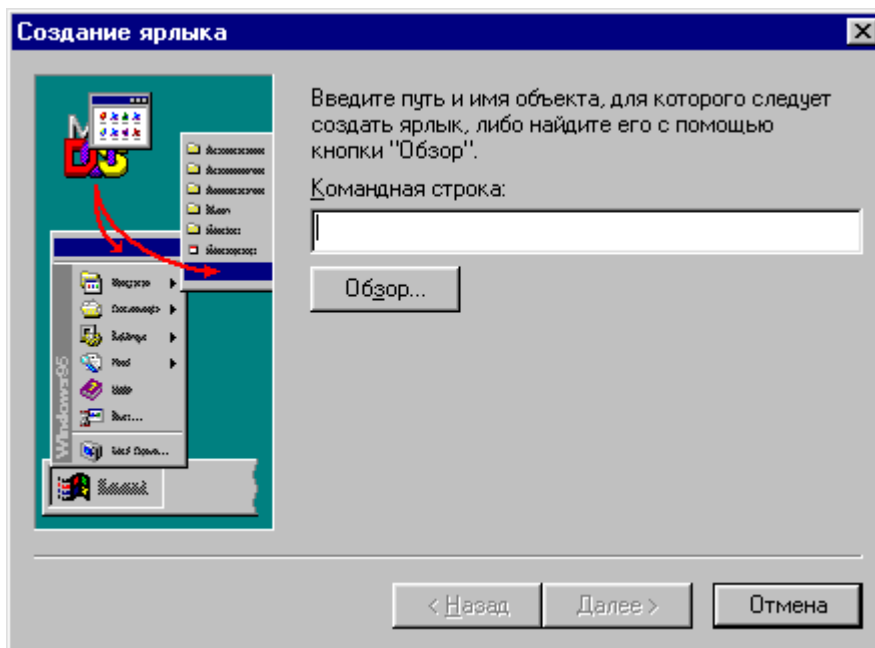 Создание ярлыка
Введите путь и имя объекта, для которого следует
создать ярлык, либо найдите его с помощью
кнопки "Обзор".
Командная строка:
Обзор...
Windows95
< Назад
Далее >
Отмена